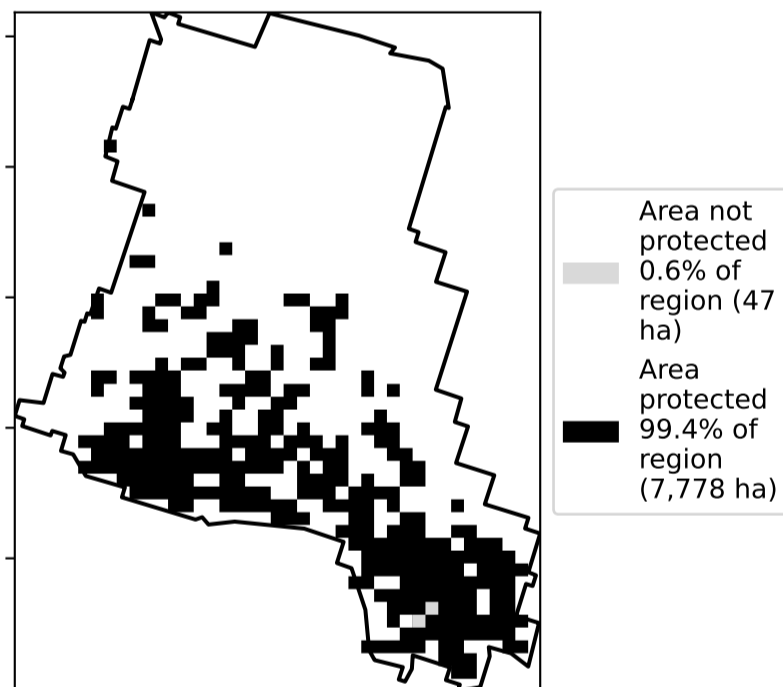 Area not
protected
0.6% of
region (47
ha)
Area
protected
99.4% of
region
(7,778 ha)